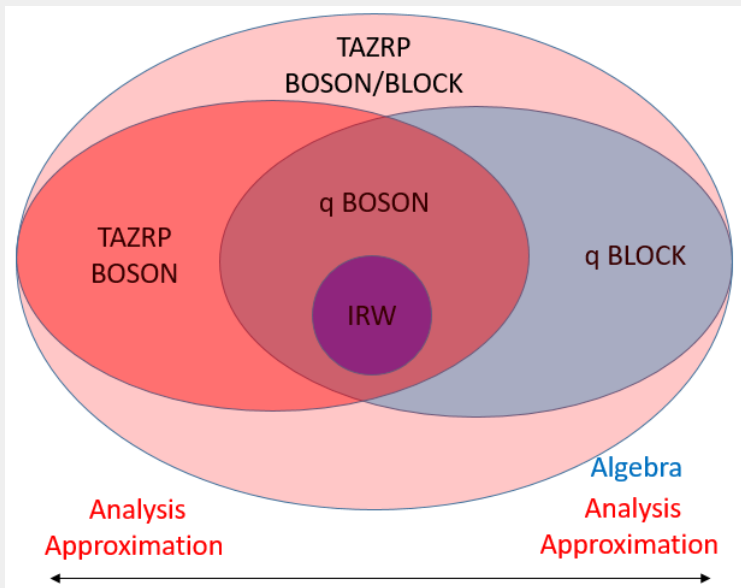 TAZRP
BOSON/BLOCK
q BOSON
TAZRP
BOSON
q BLOCK
IRW
Algebra
Analysis
Approximation
Analysis
Approximation